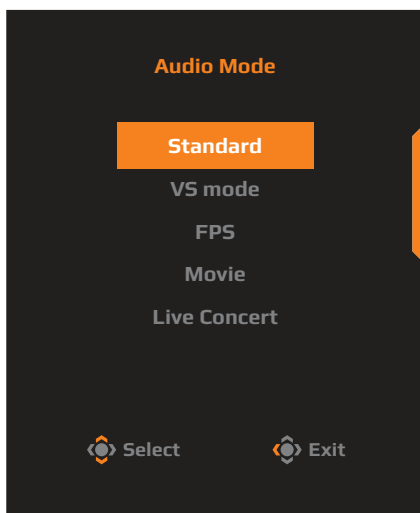 Audio Mode
Standard
VS mode
FPS
Movie
Live Concert
Select Exit